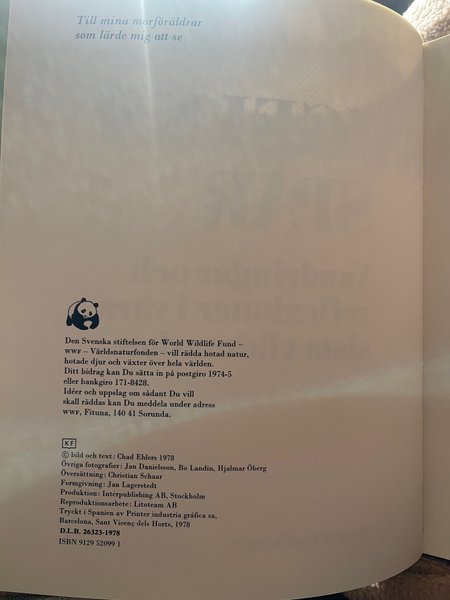 Till mina morföräldrar
som lärde mig att se
Den Svenska stiftelsen för World Wildlife Fund –
WWF – Världsnaturfonden – vill rädda hotad natur,
hotade djur och växter över hela världen.
Ditt bidrag kan Du sätta in på postgiro 1974-5
eller bankgiro 171-8428.
Idéer och uppslag om sådant Du vill
skall räddas kan Du meddela under adress
WWF, Fituna, 140 41 Sorunda.
KF
© bild och text: Chad Ehlers 1978
Övriga fotografier: Jan Danielsson, Bo Landin, Hjalmar Öberg
Översättning: Christian Schaar
Formgivning: Jan Lagerstedt
Produktion: Interpublishing AB, Stockholm
Reproduktionsarbete: Litoteam AB
Tryckt i Spanien av Printer industria gráfica sa,
Barcelona, Sant Vicenç dels Horts, 1978
D.L.B. 26323-1978
ISBN 9129 52099 1